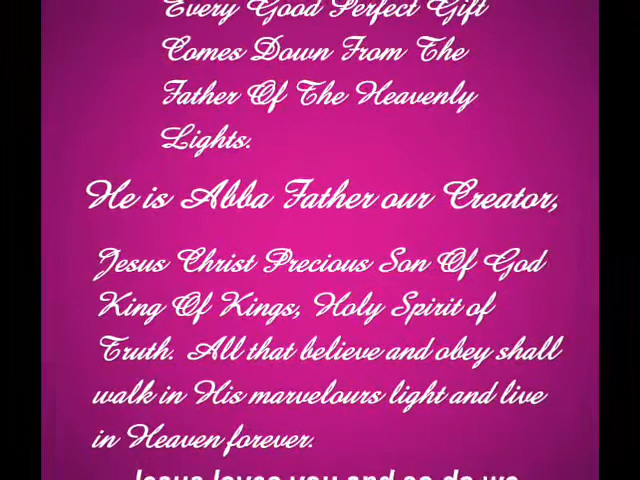 Every Good Perfect Gift
Comes Down From The
Father Of The Heavenly
Lights.
He is Abba Father our Creator,
Jesus Christ Precious Son Of God
King Of Kings, Holy Spirit of
Truth. All that believe and obey shall
walk in His marvelours light and live
in Heaven forever.
Jesus loves you and so do we